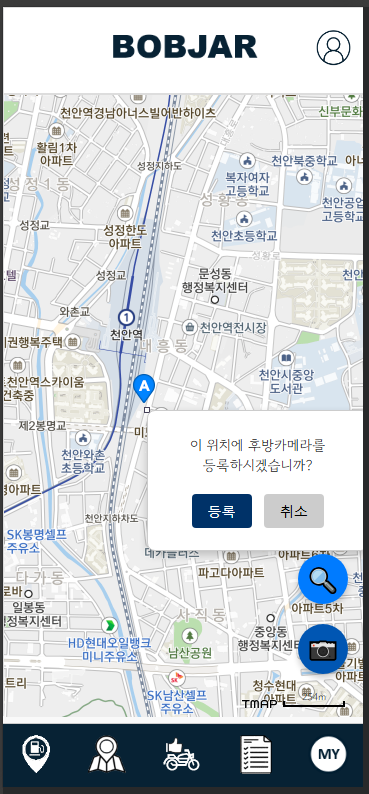 BOBJAR
천안역경남아너스빌어반하이츠
신부문화
활림1차
아파트
성정지하도
천안북중학교
아너스
성정1동
복자여자
고등학교
성황동
천안공업
고등학교
성정한도
아파트
천안초등학교
성황로
성정교
문성동
행정복지센터
와촌교
1
천안역
천안역전시장
대흥동
권행복주택
천안역스카이움
건축중
천안시중앙
도서관
A
제2봉명교
천안와촌
초등학교
이 위치에 후방카메라를
등록하시겠습니까?
등록
취소
명아파트
천안지하차도
SK봉명셀프
주유소
다가동
파고다아파트
아파트5차
일봉동
행정복지센터
사직동
중앙동
행정복지센터
HD현대오일뱅크
미니주유소
남산공원
트리
SK남산셀프
주유소
청수현대
아파트
TMAP
MY